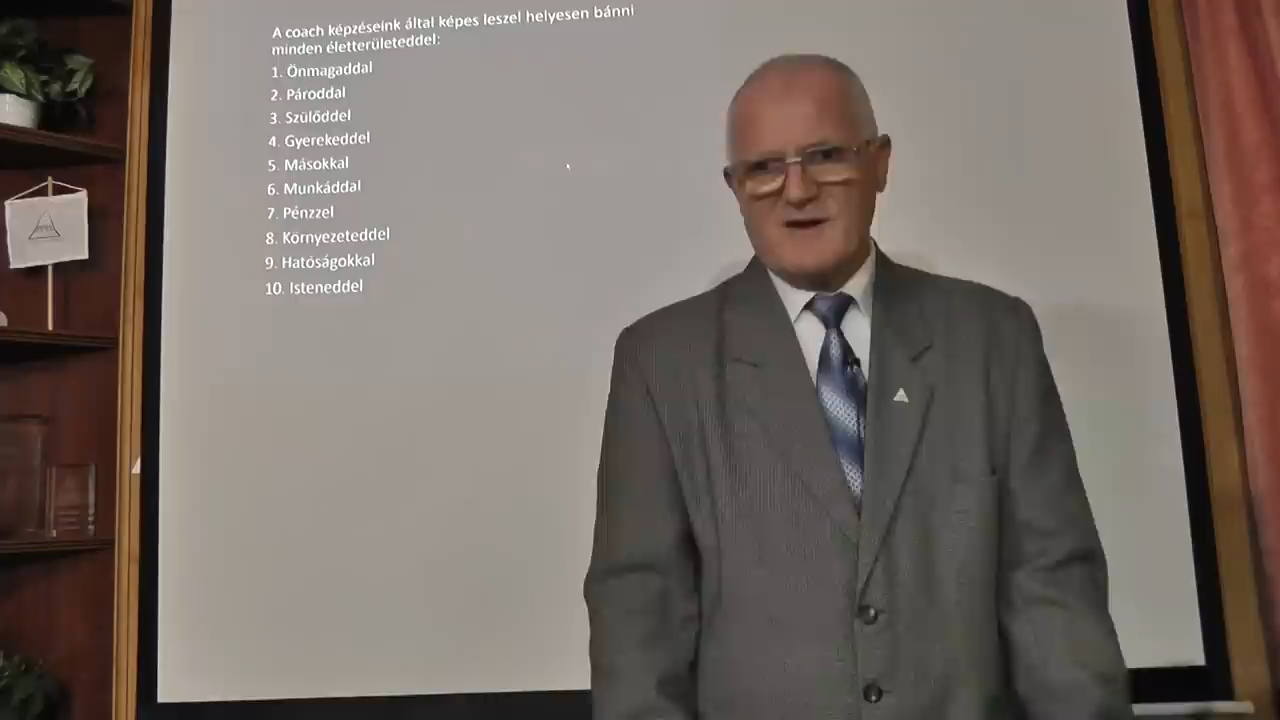 A coach képzéseink által képes leszel helyesen bánni
minden életterületeddel:
1. Önmagaddal
2. Pároddal
3. Szülőddel
4. Gyerekeddel
5. Másokkal
6. Munkáddal
7. Pénzzel
8. Környezeteddel
9. Hatóságokkal
10. Isteneddel